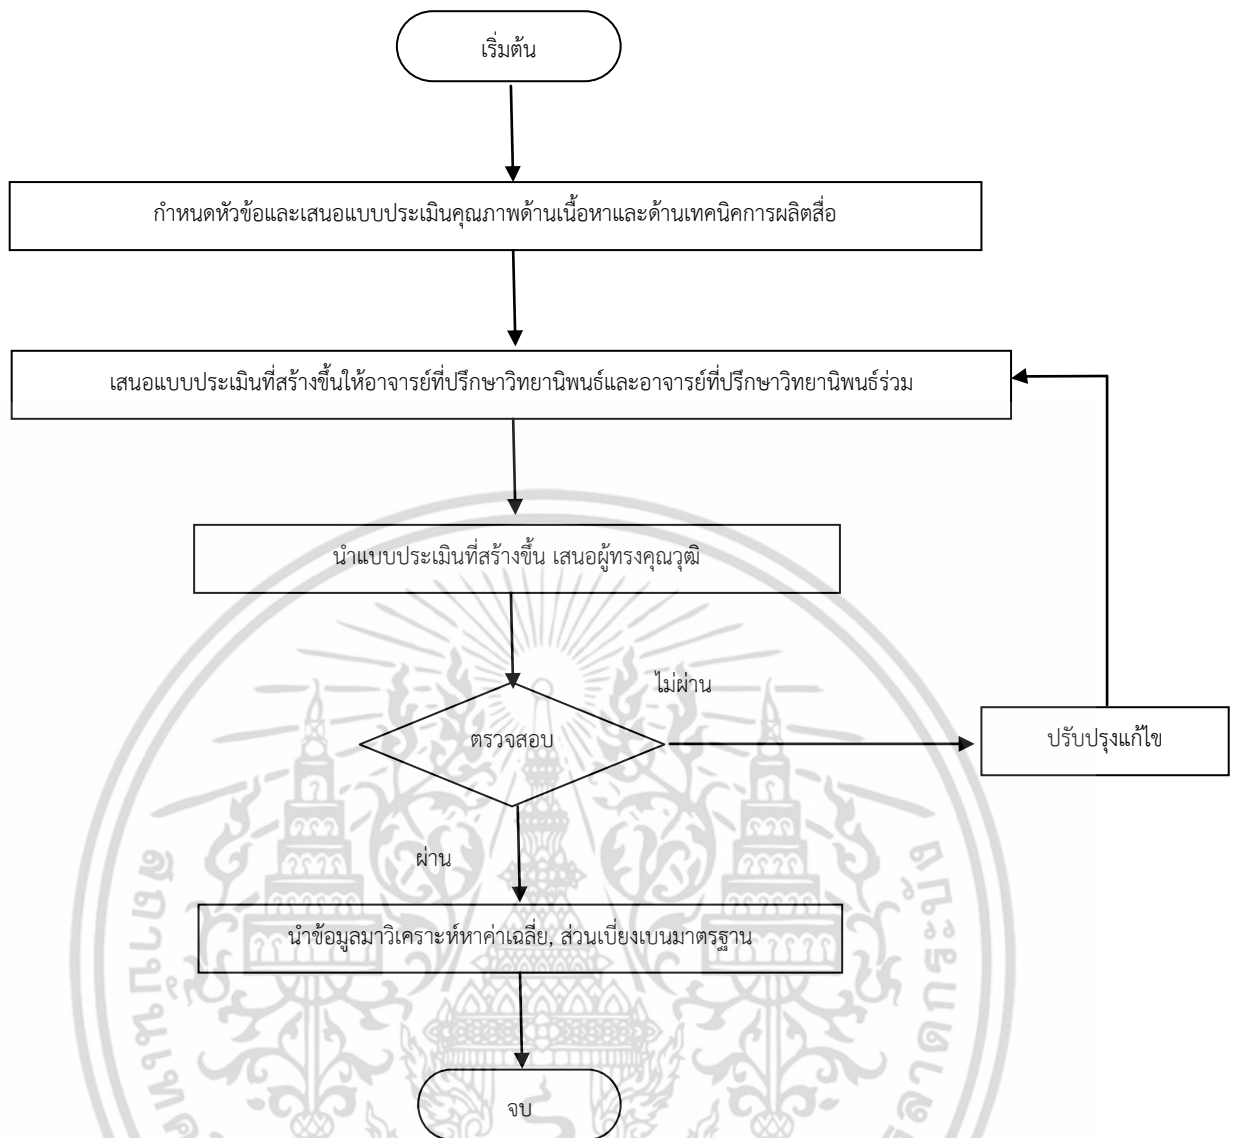 เริ่มต้น
กำหนดหัวข้อและเสนอแบบประเมินคุณภาพด้านเนื้อหาและด้านเทคนิคการผลิตสื่อ
เสนอแบบประเมินที่สร้างขึ้นให้อาจารย์ที่ปรึกษาวิทยานิพนธ์และอาจารย์ที่ปรึกษาวิทยานิพนธ์ร่วม
นำแบบประเมินที่สร้างขึ้น เสนอผู้ทรงคุณวุฒิ
ไม่ผ่าน
ตรวจสอบ
ปรับปรุงแก้ไข
ผ่าน
นำข้อมูลมาวิเคราะห์หาค่าเฉลี่ย, ส่วนเบี่ยงเบนมาตรฐาน
จบ